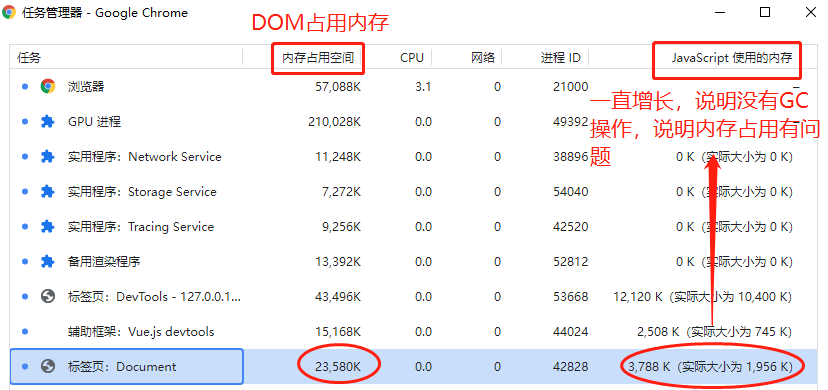 任务管理器 - Google Chrome
DOM占用内存
任务 内存占用空间 CPU 网络 进程 ID JavaScript 使用的内存
浏览器 57,088K 3.1 0 21000 –
一直增长，说明没有GC
操作，说明内存占用有问
题
GPU 进程 210,028K 0.0 0 49392 –
实用程序：Network Service 11,248K 0.0 0 38896 0 K (实际大小为 0 K)
实用程序：Storage Service 7,272K 0.0 0 54040 0 K (实际大小为 0 K)
实用程序：Tracing Service 9,256K 0.0 0 42520 0 K (实际大小为 0 K)
备用渲染程序 13,392K 0.0 0 52812 0 K (实际大小为 0 K)
标签页：DevTools - 127.0.0.1... 43,496K 0.0 0 53668 12,120 K (实际大小为 10,400 K)
辅助框架：Vue.js devtools 15,168K 0.0 0 44024 2,508 K (实际大小为 745 K)
标签页：Document 23,580K 0.0 0 42828 3,788 K (实际大小为 1,956 K)